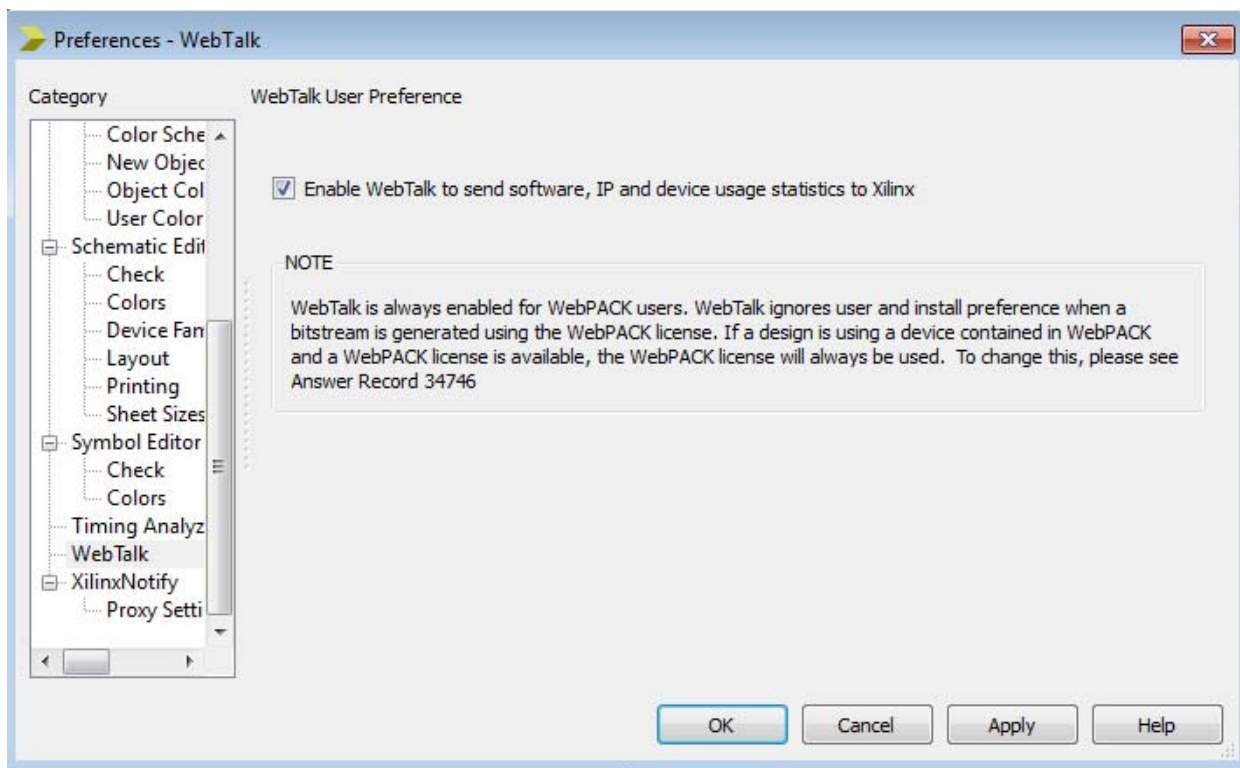 Preferences - WebTalk
Category
Color Sche
New Objec
Object Col
User Color
Schematic Edit
Check
Colors
Device Fam
Layout
Printing
Sheet Sizes
Symbol Editor
Check
Colors
Timing Analyz
WebTalk
XilinxNotify
Proxy Setti
WebTalk User Preference
Enable WebTalk to send software, IP and device usage statistics to Xilinx
NOTE
WebTalk is always enabled for WebPACK users. WebTalk ignores user and install preference when a
bitstream is generated using the WebPACK license. If a design is using a device contained in WebPACK
and a WebPACK license is available, the WebPACK license will always be used. To change this, please see
Answer Record 34746
OK
Cancel
Apply
Help